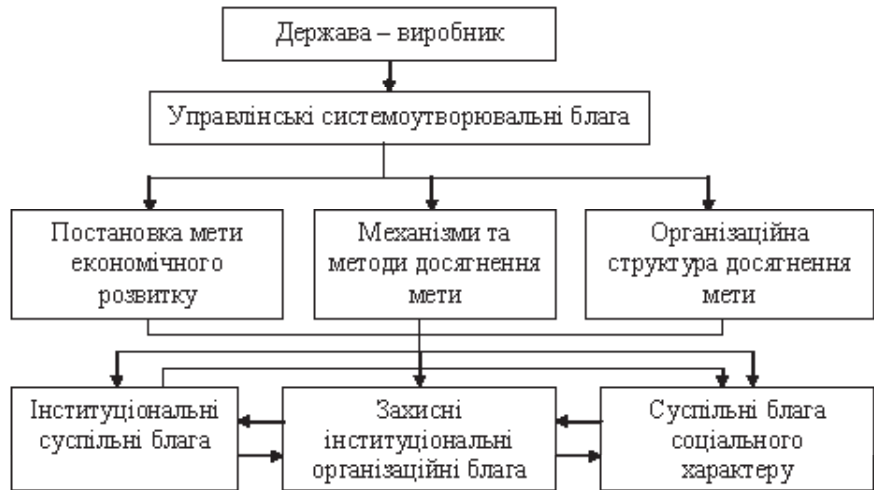 Держава – виробник
Управлінські системоутворювальні блага
Постановка мети
економічного
розвитку
Механізми та
методи досягнення
мети
Організаційна
структура досягнення
мети
Інституціональні
суспільні блага
Захисні
інституціональні
організаційні блага
Суспільні блага
соціального
характеру